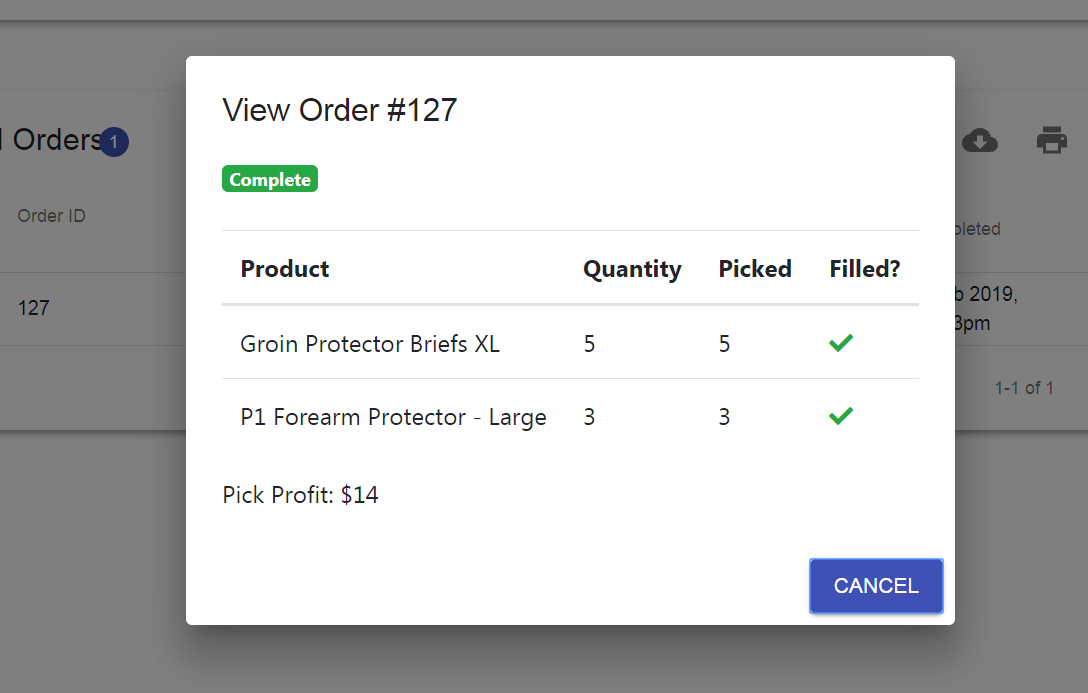 View Order #127
Orders 1
Complete
Order ID
Product Quantity Picked Filled?
127
2019,
3pm
Groin Protector Briefs XL 5 5
1-1 of 1
P1 Forearm Protector - Large 3 3
Pick Profit: $14
CANCEL